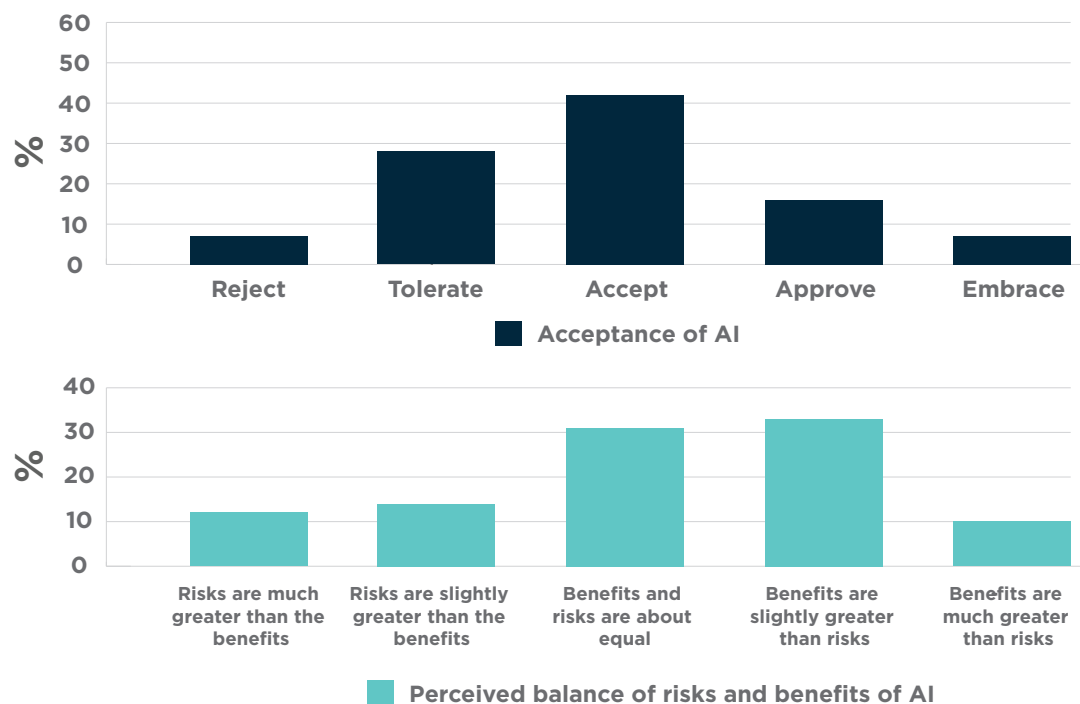 60
50
40
30
20
10
0
%
Reject Tolerate Accept Approve Embrace
Acceptance of AI
40
30
20
10
0
%
Risks are much
greater than the
benefits
Risks are slightly
greater than the
benefits
Benefits and
risks are about
equal
Benefits are
slightly greater
than risks
Benefits are
much greater
than risks
Perceived balance of risks and benefits of AI